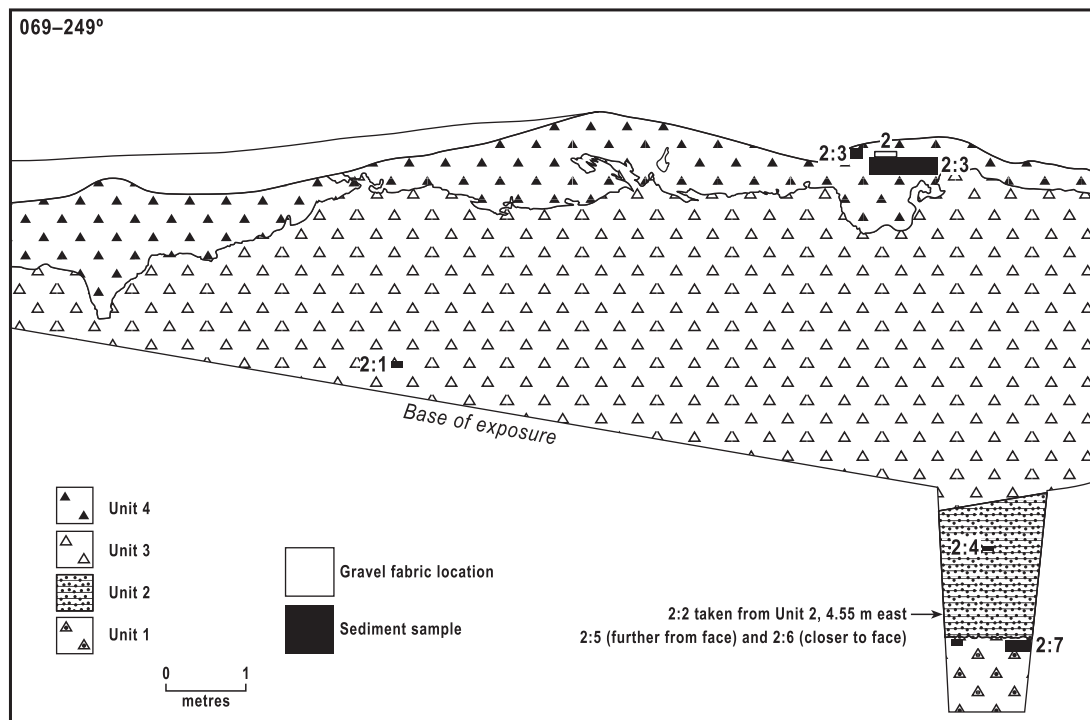 069–249°
2:3
2
2:3
2:1
Base of exposure
Unit 4
Unit 3
Unit 2
Unit 1
Gravel fabric location
Sediment sample
0 1
metres
2:4
2:2 taken from Unit 2, 4.55 m east
2:5 (further from face) and 2:6 (closer to face)
2:7